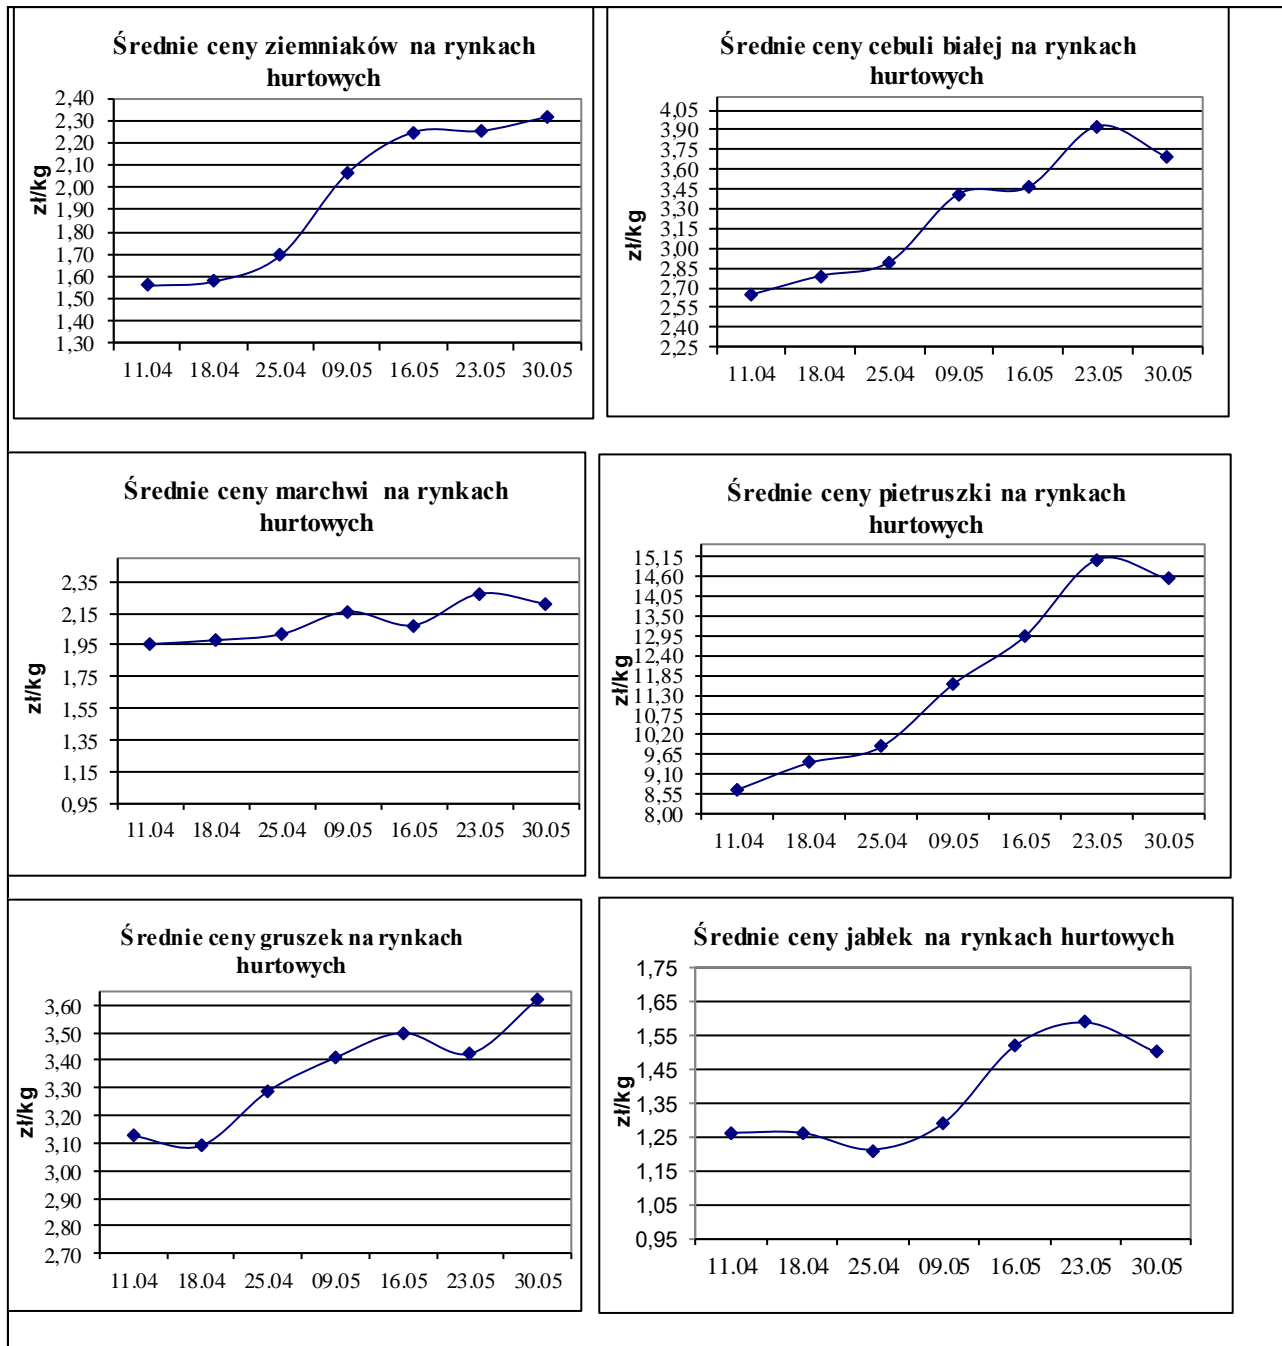 Średnie ceny ziemniaków na rynkach
hurtowych
zł/kg
2,40
2,30
2,20
2,10
2,00
1,90
1,80
1,70
1,60
1,50
1,40
1,30
11.04 18.04 25.04 09.05 16.05 23.05 30.05
Średnie ceny cebuli białej na rynkach
hurtowych
zł/kg
4,05
3,90
3,75
3,60
3,45
3,30
3,15
3,00
2,85
2,70
2,55
2,40
2,25
11.04 18.04 25.04 09.05 16.05 23.05 30.05
Średnie ceny marchwi na rynkach
hurtowych
zł/kg
2,35
2,15
1,95
1,75
1,55
1,35
1,15
0,95
11.04 18.04 25.04 09.05 16.05 23.05 30.05
Średnie ceny pietruszki na rynkach
hurtowych
zł/kg
15,15
14,60
14,05
13,50
12,95
12,40
11,85
11,30
10,75
10,20
9,65
9,10
8,55
8,00
11.04 18.04 25.04 09.05 16.05 23.05 30.05
Średnie ceny gruszek na rynkach
hurtowych
zł/kg
3,60
3,50
3,40
3,30
3,20
3,10
3,00
2,90
2,80
2,70
11.04 18.04 25.04 09.05 16.05 23.05 30.05
Średnie ceny jabłek na rynkach hurtowych
zł/kg
1,75
1,65
1,55
1,45
1,35
1,25
1,15
1,05
0,95
11.04 18.04 25.04 09.05 16.05 23.05 30.05